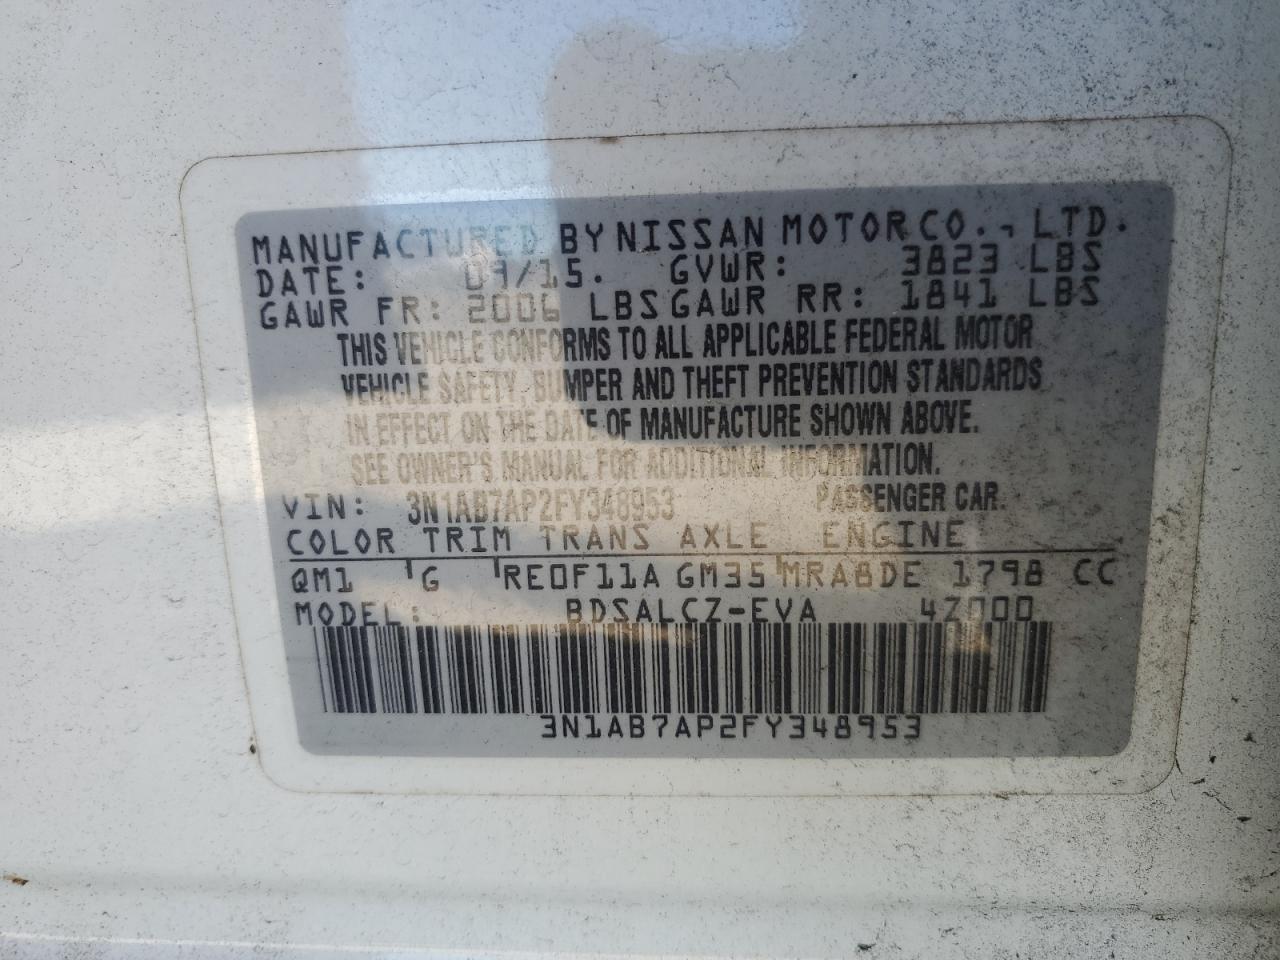 MANUFACTURED BY NISSAN MOTOR CO., LTD.
DATE: 09/15. GVWR: 3823 LBS
GAWR FR: 2006 LBS GAWR RR: 1841 LBS
THIS VEHICLE CONFORMS TO ALL APPLICABLE FEDERAL MOTOR
VEHICLE SAFETY, BUMPER AND THEFT PREVENTION STANDARDS
IN EFFECT ON THE DATE OF MANUFACTURE SHOWN ABOVE.
SEE OWNER'S MANUAL FOR ADDITIONAL INFORMATION.
VIN: 3N1AB7AP2FY348953 PASSENGER CAR.
COLOR TRIM TRANS AXLE ENGINE
QM1 G RE0F11A GM35 MRA8DE 1798 CC
MODEL: BDSALCZ-EVA 4Z000
3N1AB7AP2FY348953